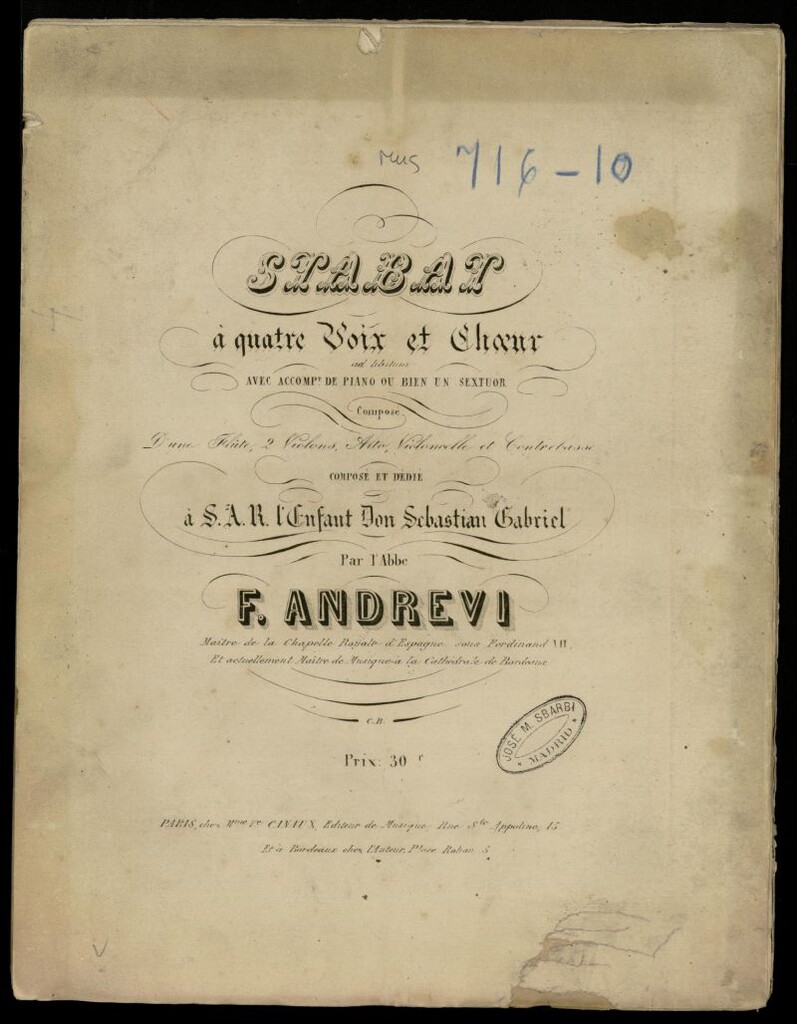 Mus 716-10
STABAT
à quatre Voix et Chœur
ad libitum
AVEC ACCOMPt. DE PIANO OU BIEN UN SEXTUOR
Composé
D'une Flûte, 2 Violons, Alto, Violoncelle et Contrebasse
COMPOSÉ ET DÉDIÉ
à S.A.R. l'Enfant Don Sebastian Gabriel
Par l'Abbé
F. ANDREVI
Maître de la Chapelle Royale d'Espagne sous Ferdinand VII,
Et actuellement Maître de Musique à la Cathédrale de Bordeaux
C.B.
Prix: 30 f
JOSÉ M. SBARBI
* MADRID *
PARIS, chez Mme Ve CANAUX, Editeur de Musique, Rue Ste Appoline, 15
Et à Bordeaux chez l'Auteur, Place Rohan 5